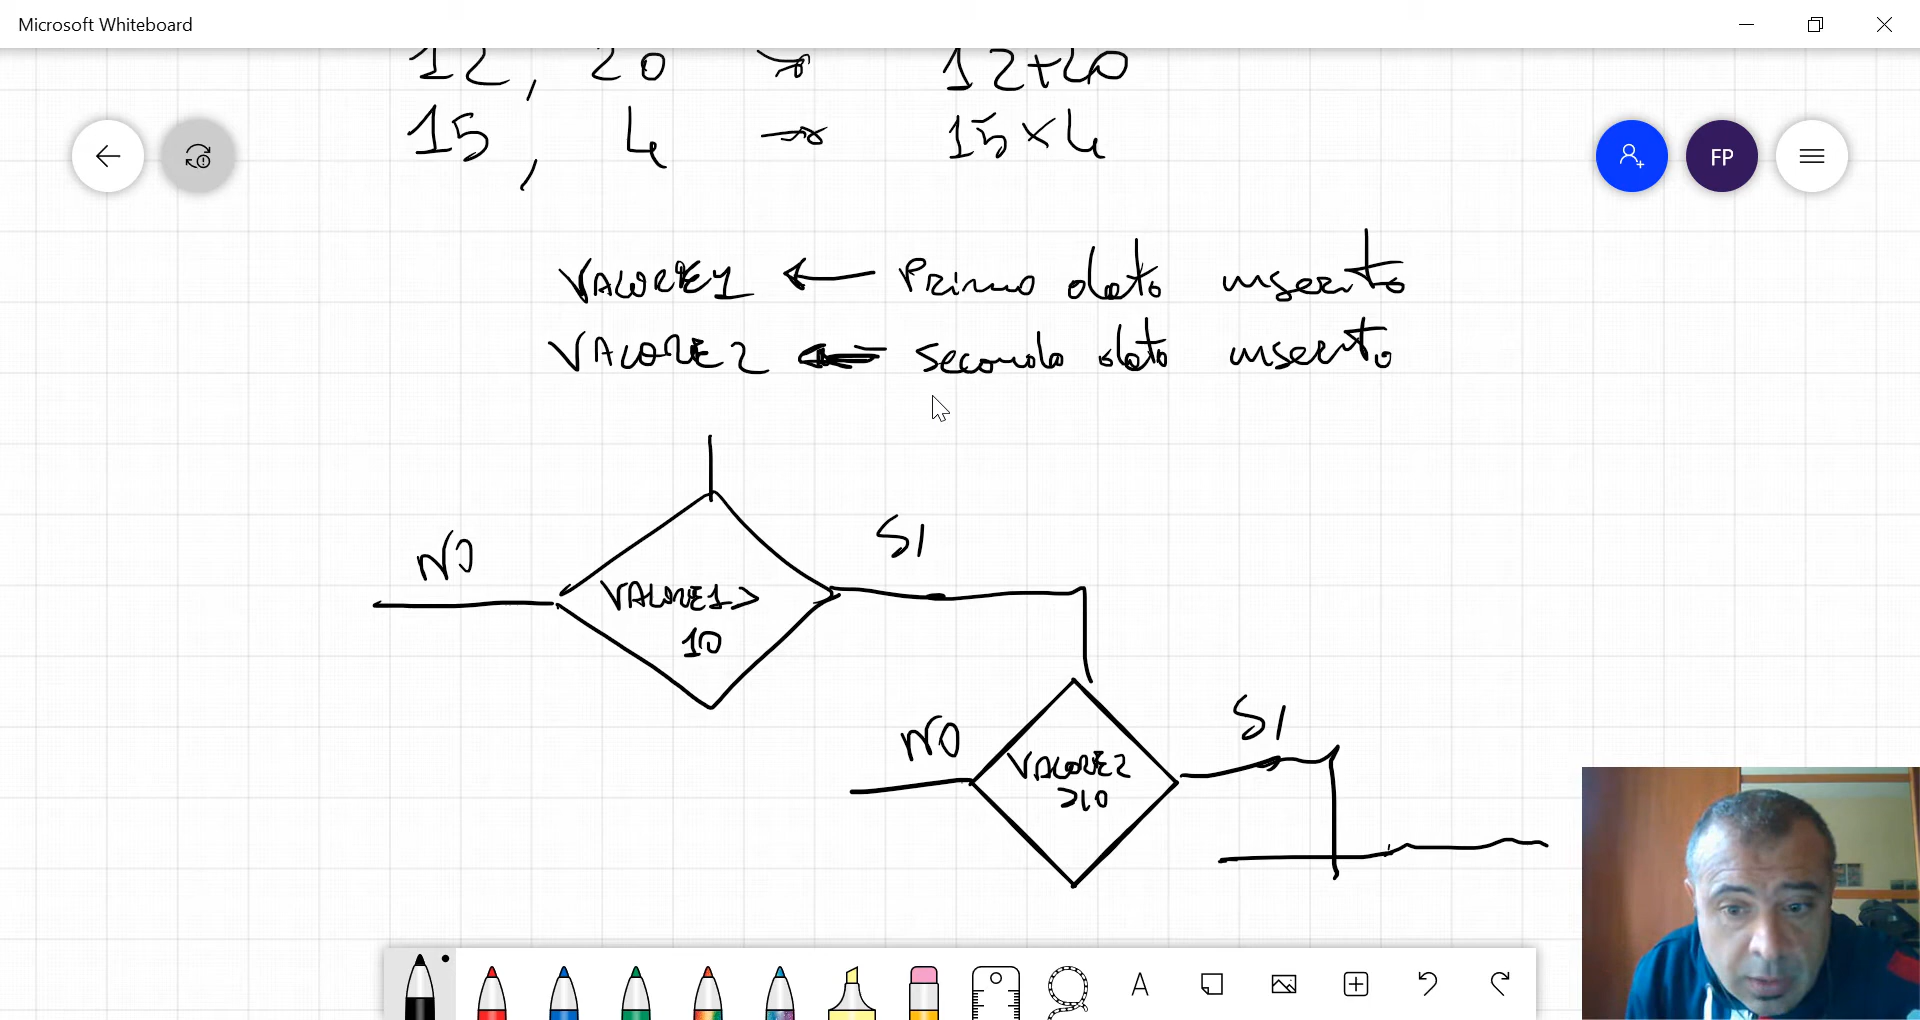 Microsoft Whiteboard
12, 20 → 12+20
15, 4 → 15×4
FP
VALORE1 ← Primo dato inserito
VALORE2 ← secondo dato inserito
NO
SI
VALORE1>
10
NO
SI
VALORE2
>10
A